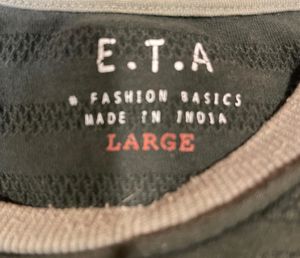 E.T.A
FASHION BASICS
MADE IN INDIA
LARGE